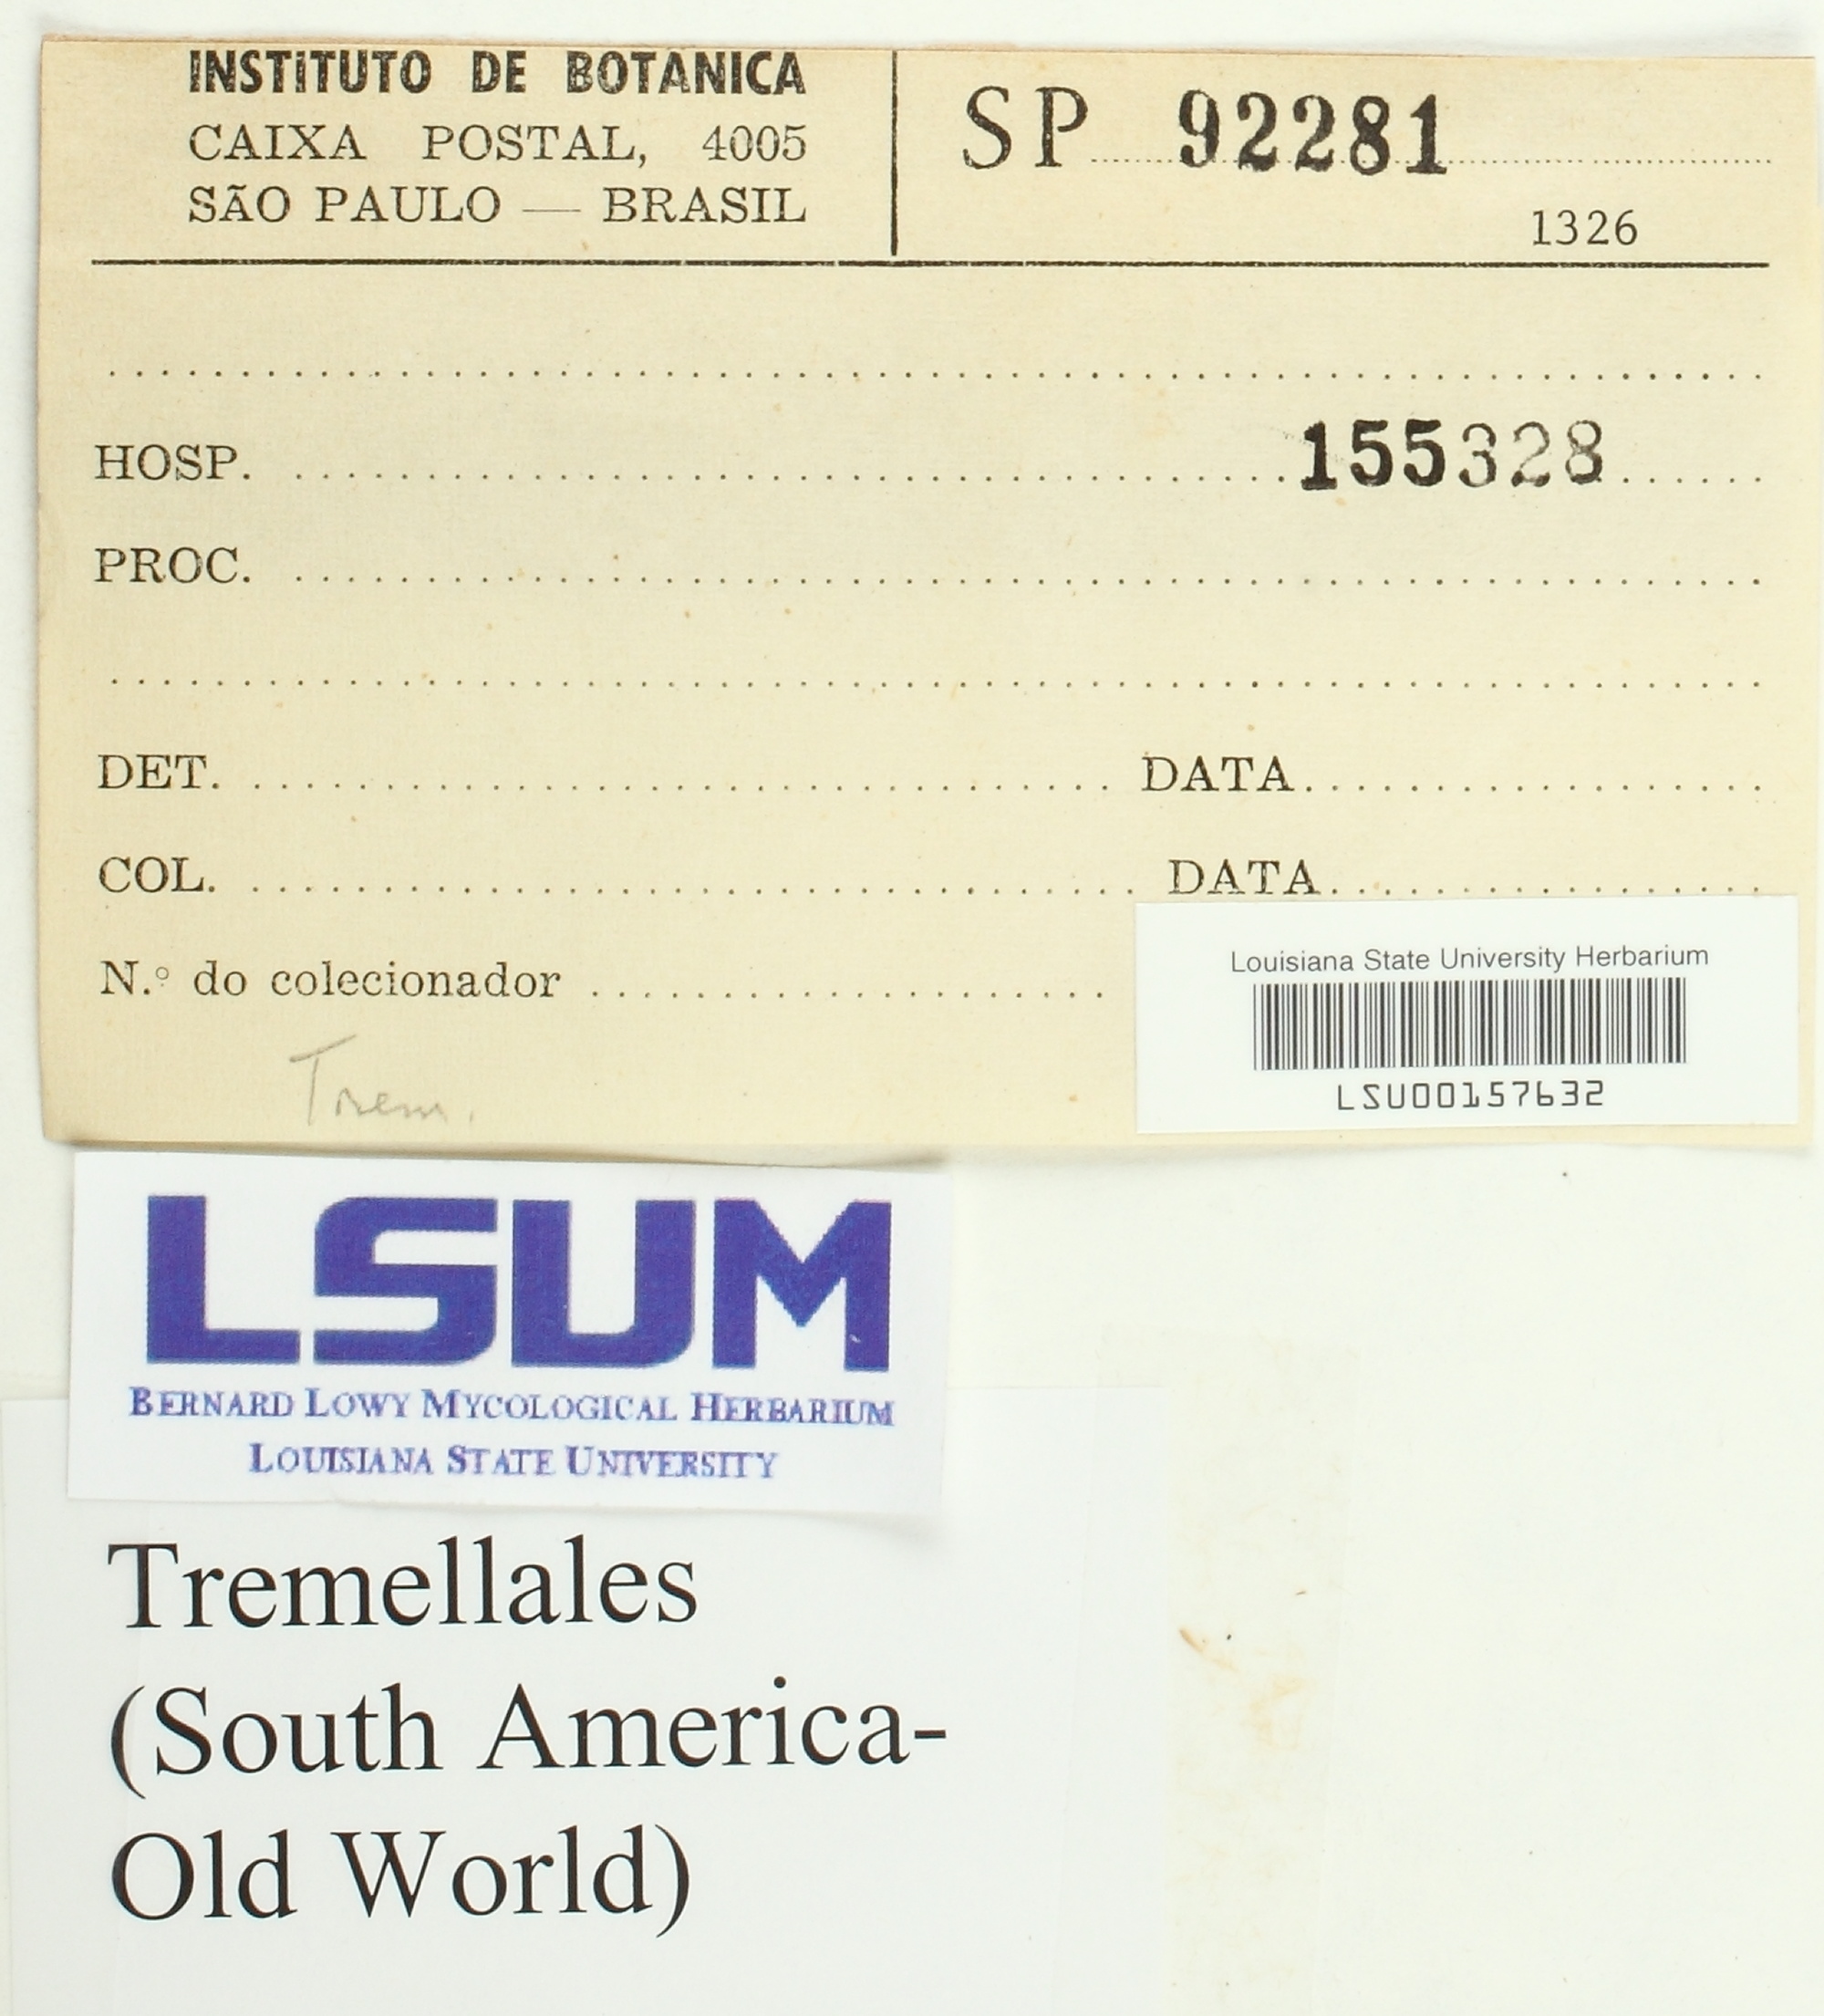 INSTiTUTO DE BOTÂNICA
CAIXA POSTAL, 4005
SÃO PAULO — BRASIL
SP 92281
1326
HOSP. 155328
PROC.
DET. DATA
COL. DATA
N.º do colecionador
Trem.
Louisiana State University Herbarium
LSU00157632
LSUM
BERNARD LOWY MYCOLOGICAL HERBARIUM
LOUISIANA STATE UNIVERSITY
Tremellales
(South America-
Old World)